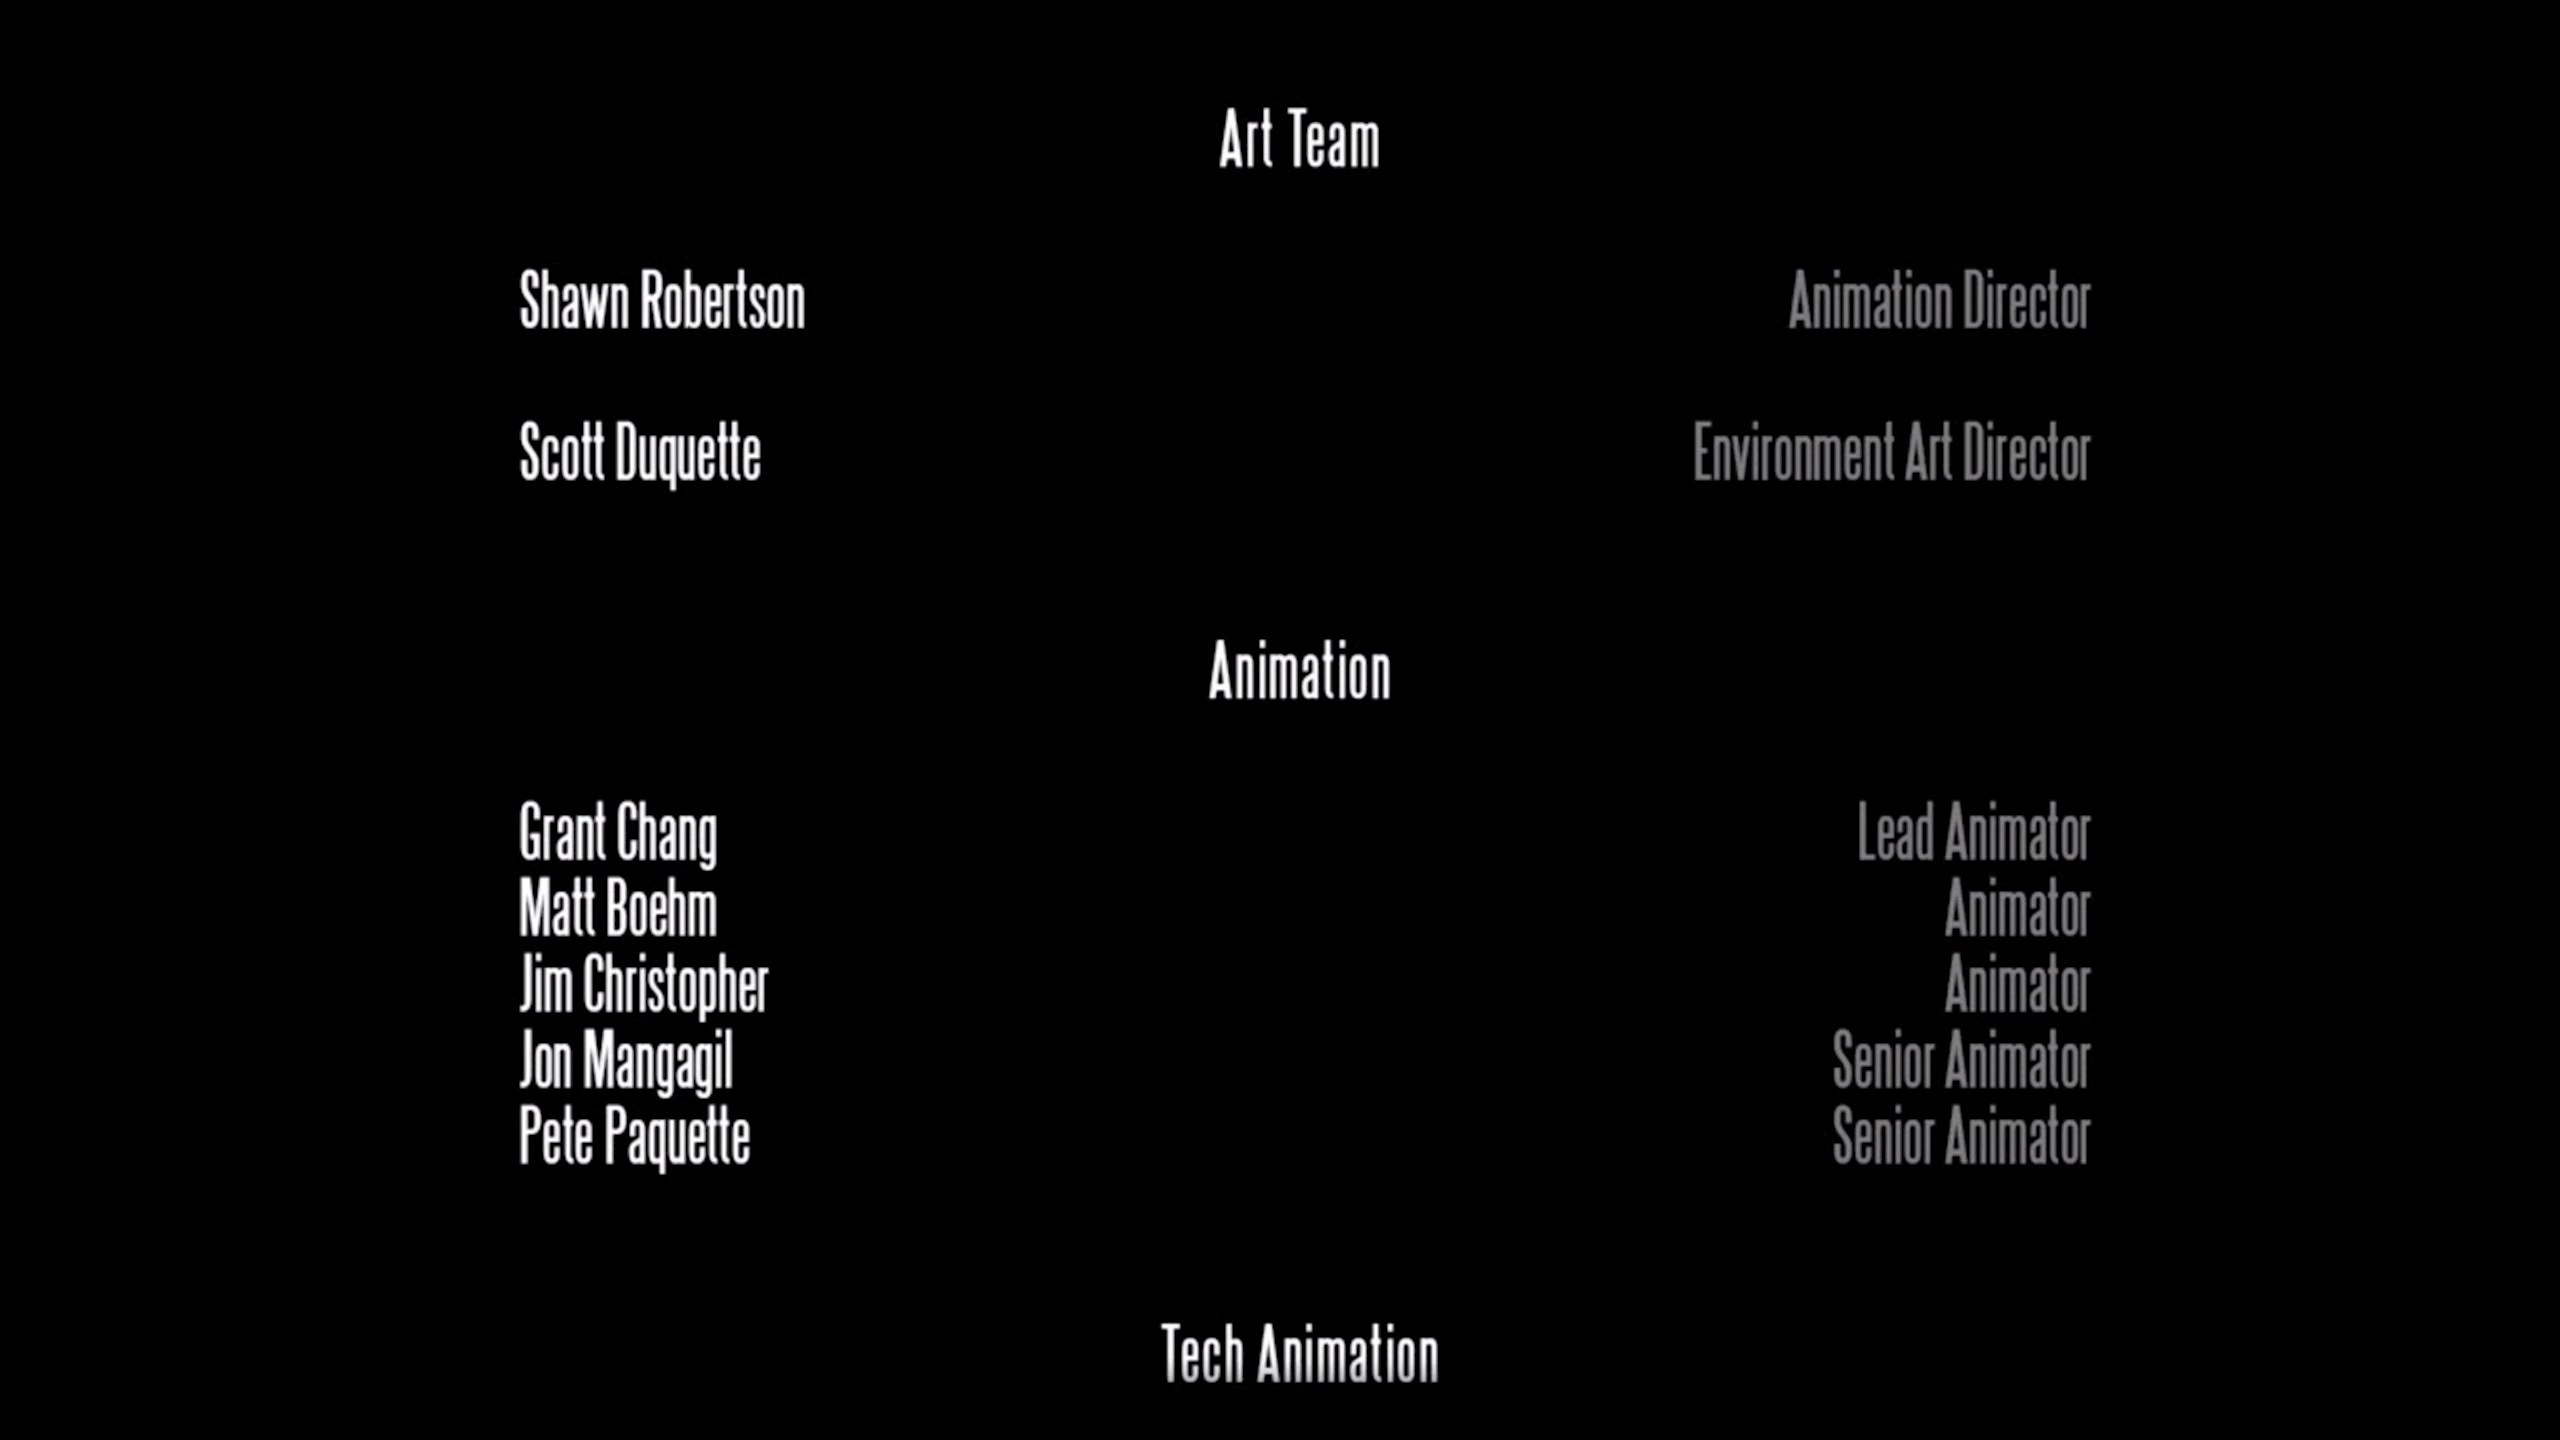 Art Team
Shawn Robertson Animation Director
Scott Duquette Environment Art Director
Animation
Grant Chang Lead Animator
Matt Boehm Animator
Jim Christopher Animator
Jon Mangagil Senior Animator
Pete Paquette Senior Animator
Tech Animation